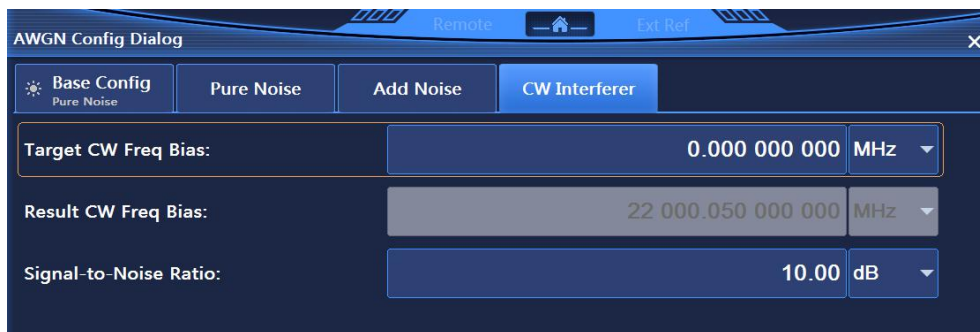 Remote Ext Ref
AWGN Config Dialog
Base Config Pure Noise Add Noise CW Interferer
Pure Noise
Target CW Freq Bias: 0.000 000 000 MHz
Result CW Freq Bias: 22 000.050 000 000 MHz
Signal-to-Noise Ratio: 10.00 dB